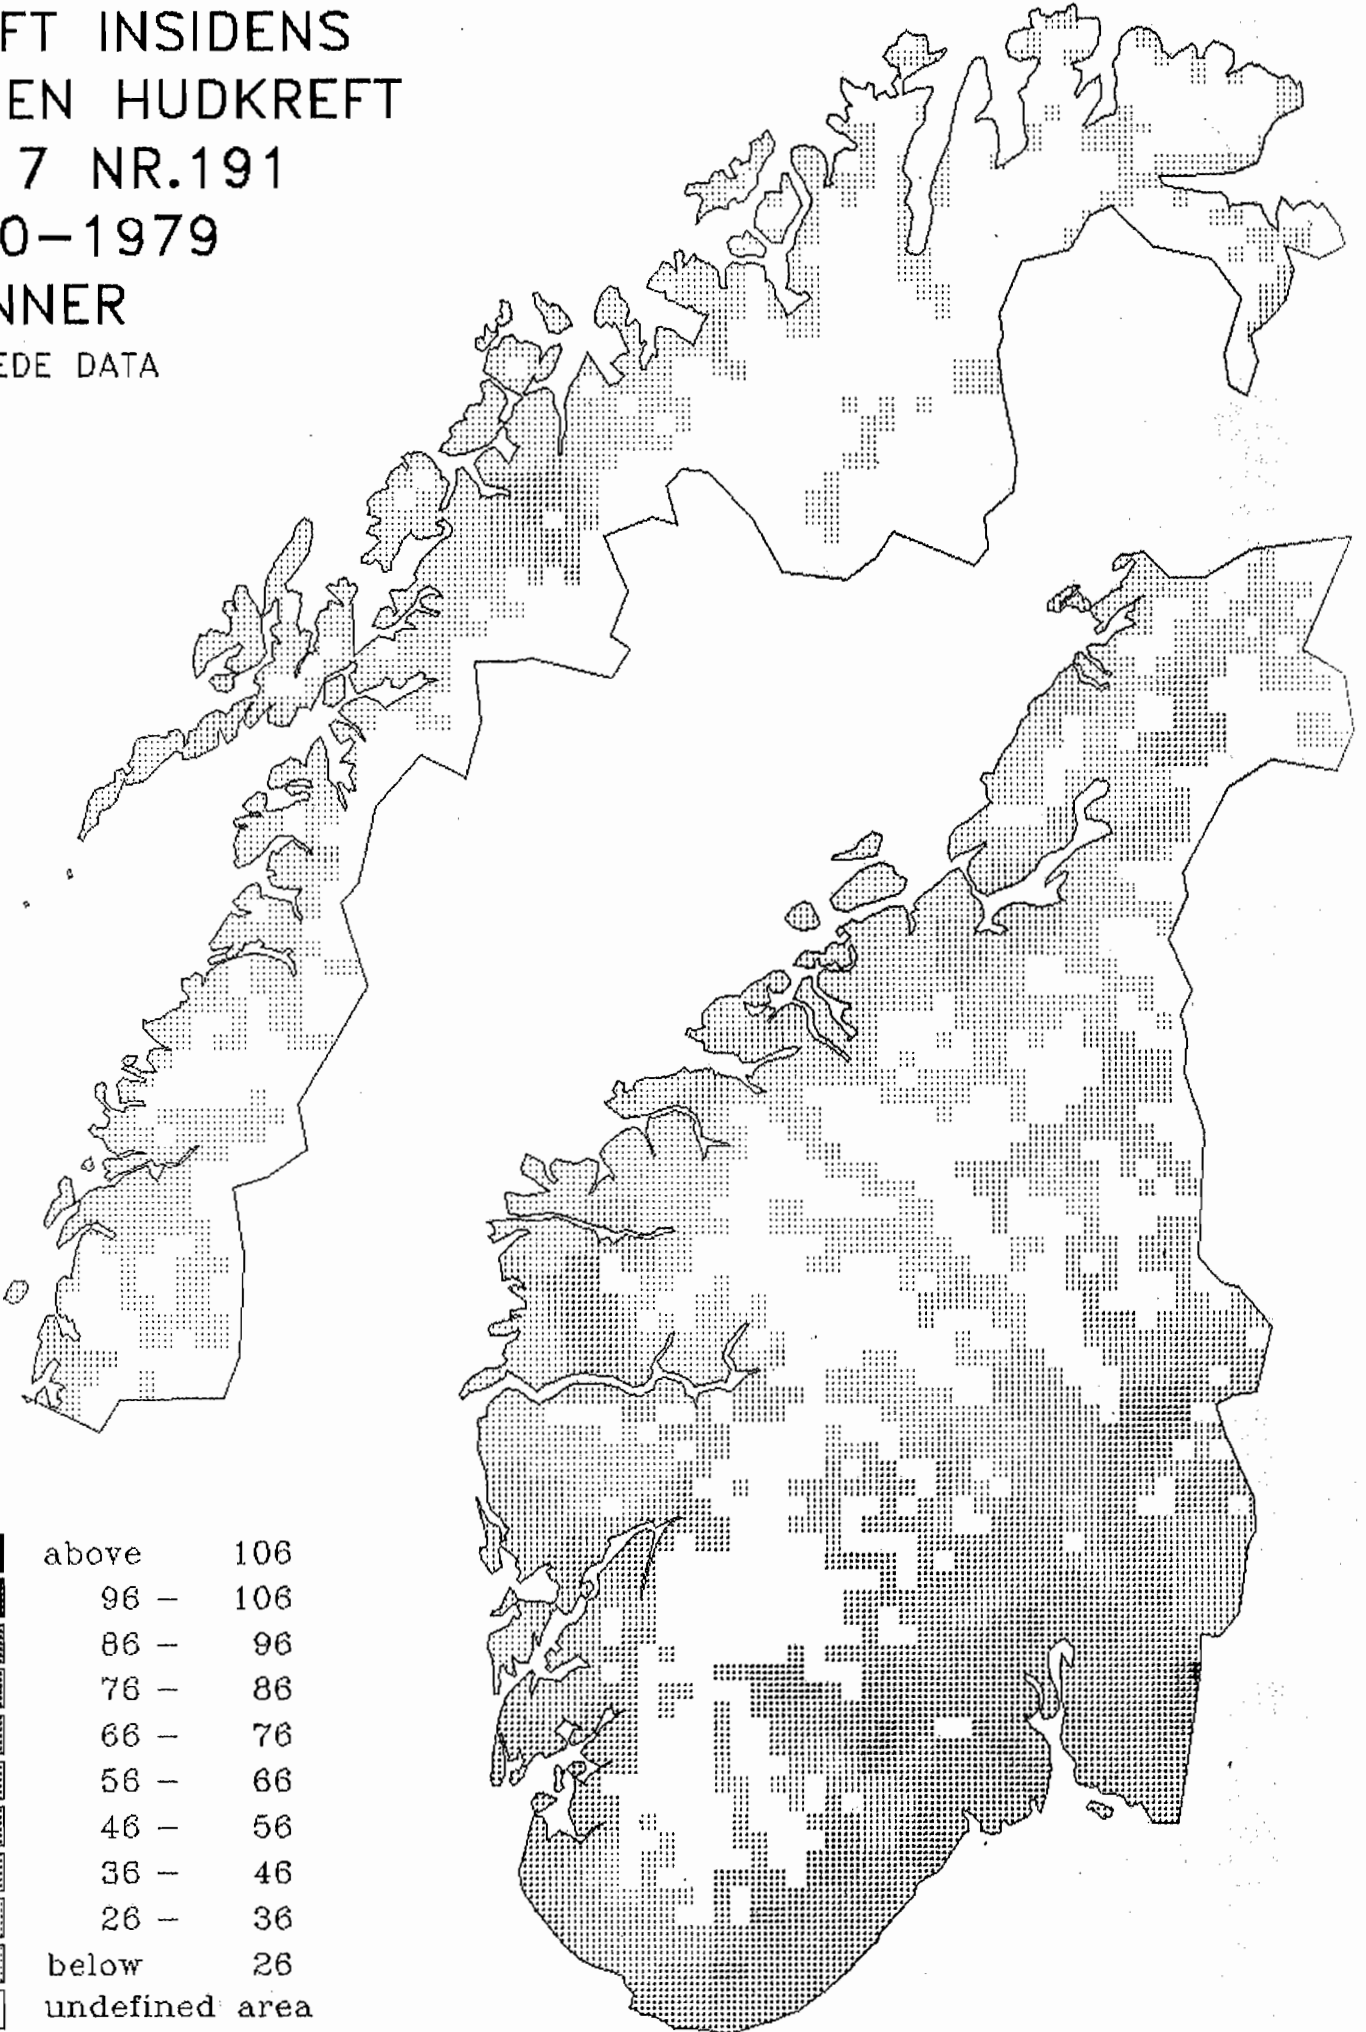 FT INSIDENS
EN HUDKREFT
7 NR.191
0-1979
NNER
EDE DATA
above 106
96 - 106
86 - 96
76 - 86
66 - 76
56 - 66
46 - 56
36 - 46
26 - 36
below 26
undefined area